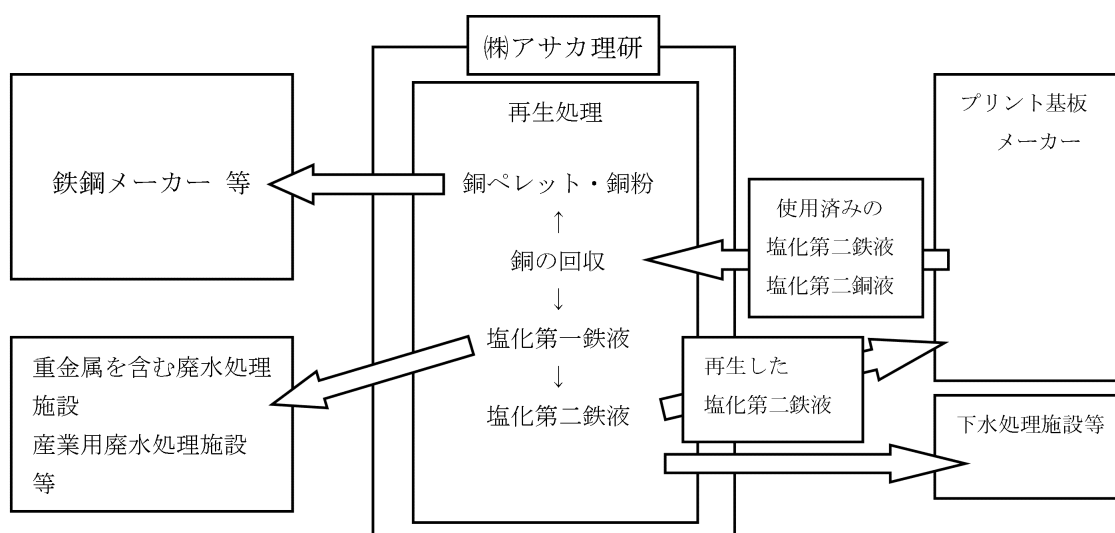 ㈱アサカ理研
再生処理
銅ペレット・銅粉
↑
銅の回収
↓
塩化第一鉄液
↓
塩化第二鉄液
鉄鋼メーカー 等
重金属を含む廃水処理
施設
産業用廃水処理施設
等
プリント基板
メーカー
使用済みの
塩化第二鉄液
塩化第二銅液
再生した
塩化第二鉄液
下水処理施設等